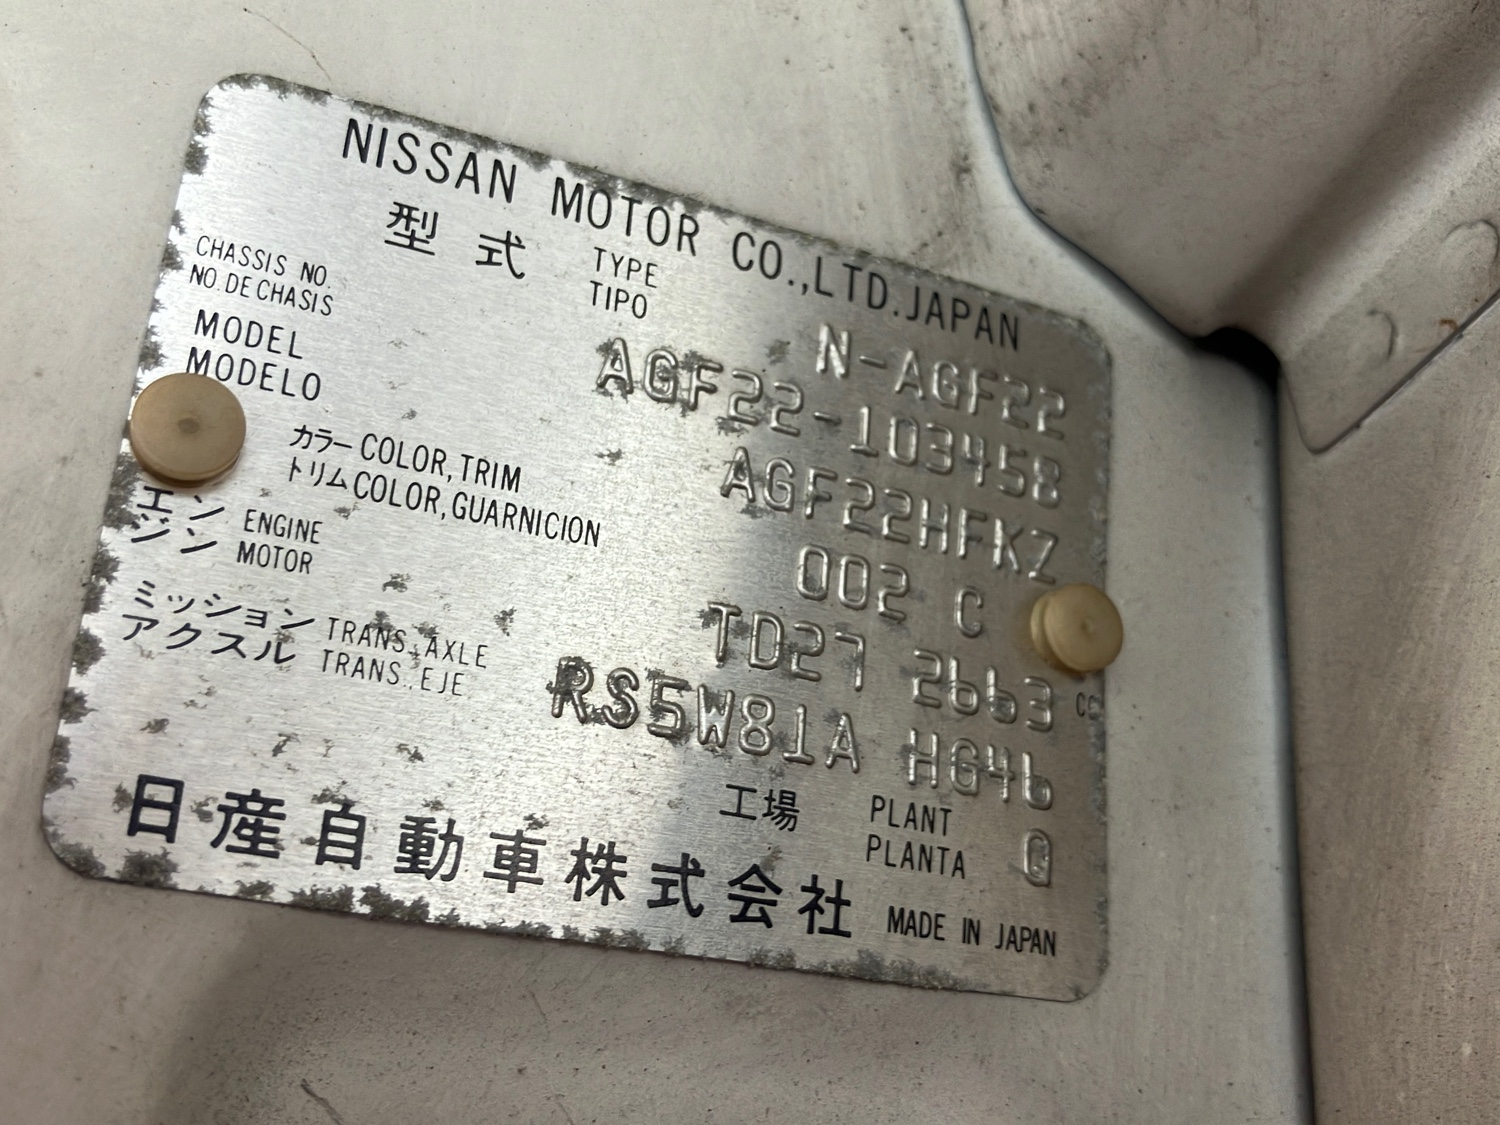 NISSAN MOTOR CO.,LTD.JAPAN
型式 TYPE TIPO N-AGF22
CHASSIS NO. NO.DE CHASIS AGF22-103458
MODEL MODELO AGF22HFKZ
カラー COLOR,TRIM
トリム COLOR,GUARNICION 002 C
エンジン ENGINE MOTOR TD27 2663 cc
ミッション TRANS.,AXLE
アクスル TRANS.,EJE RS5W81A HG46
工場 PLANT PLANTA
日産自動車株式会社 MADE IN JAPAN